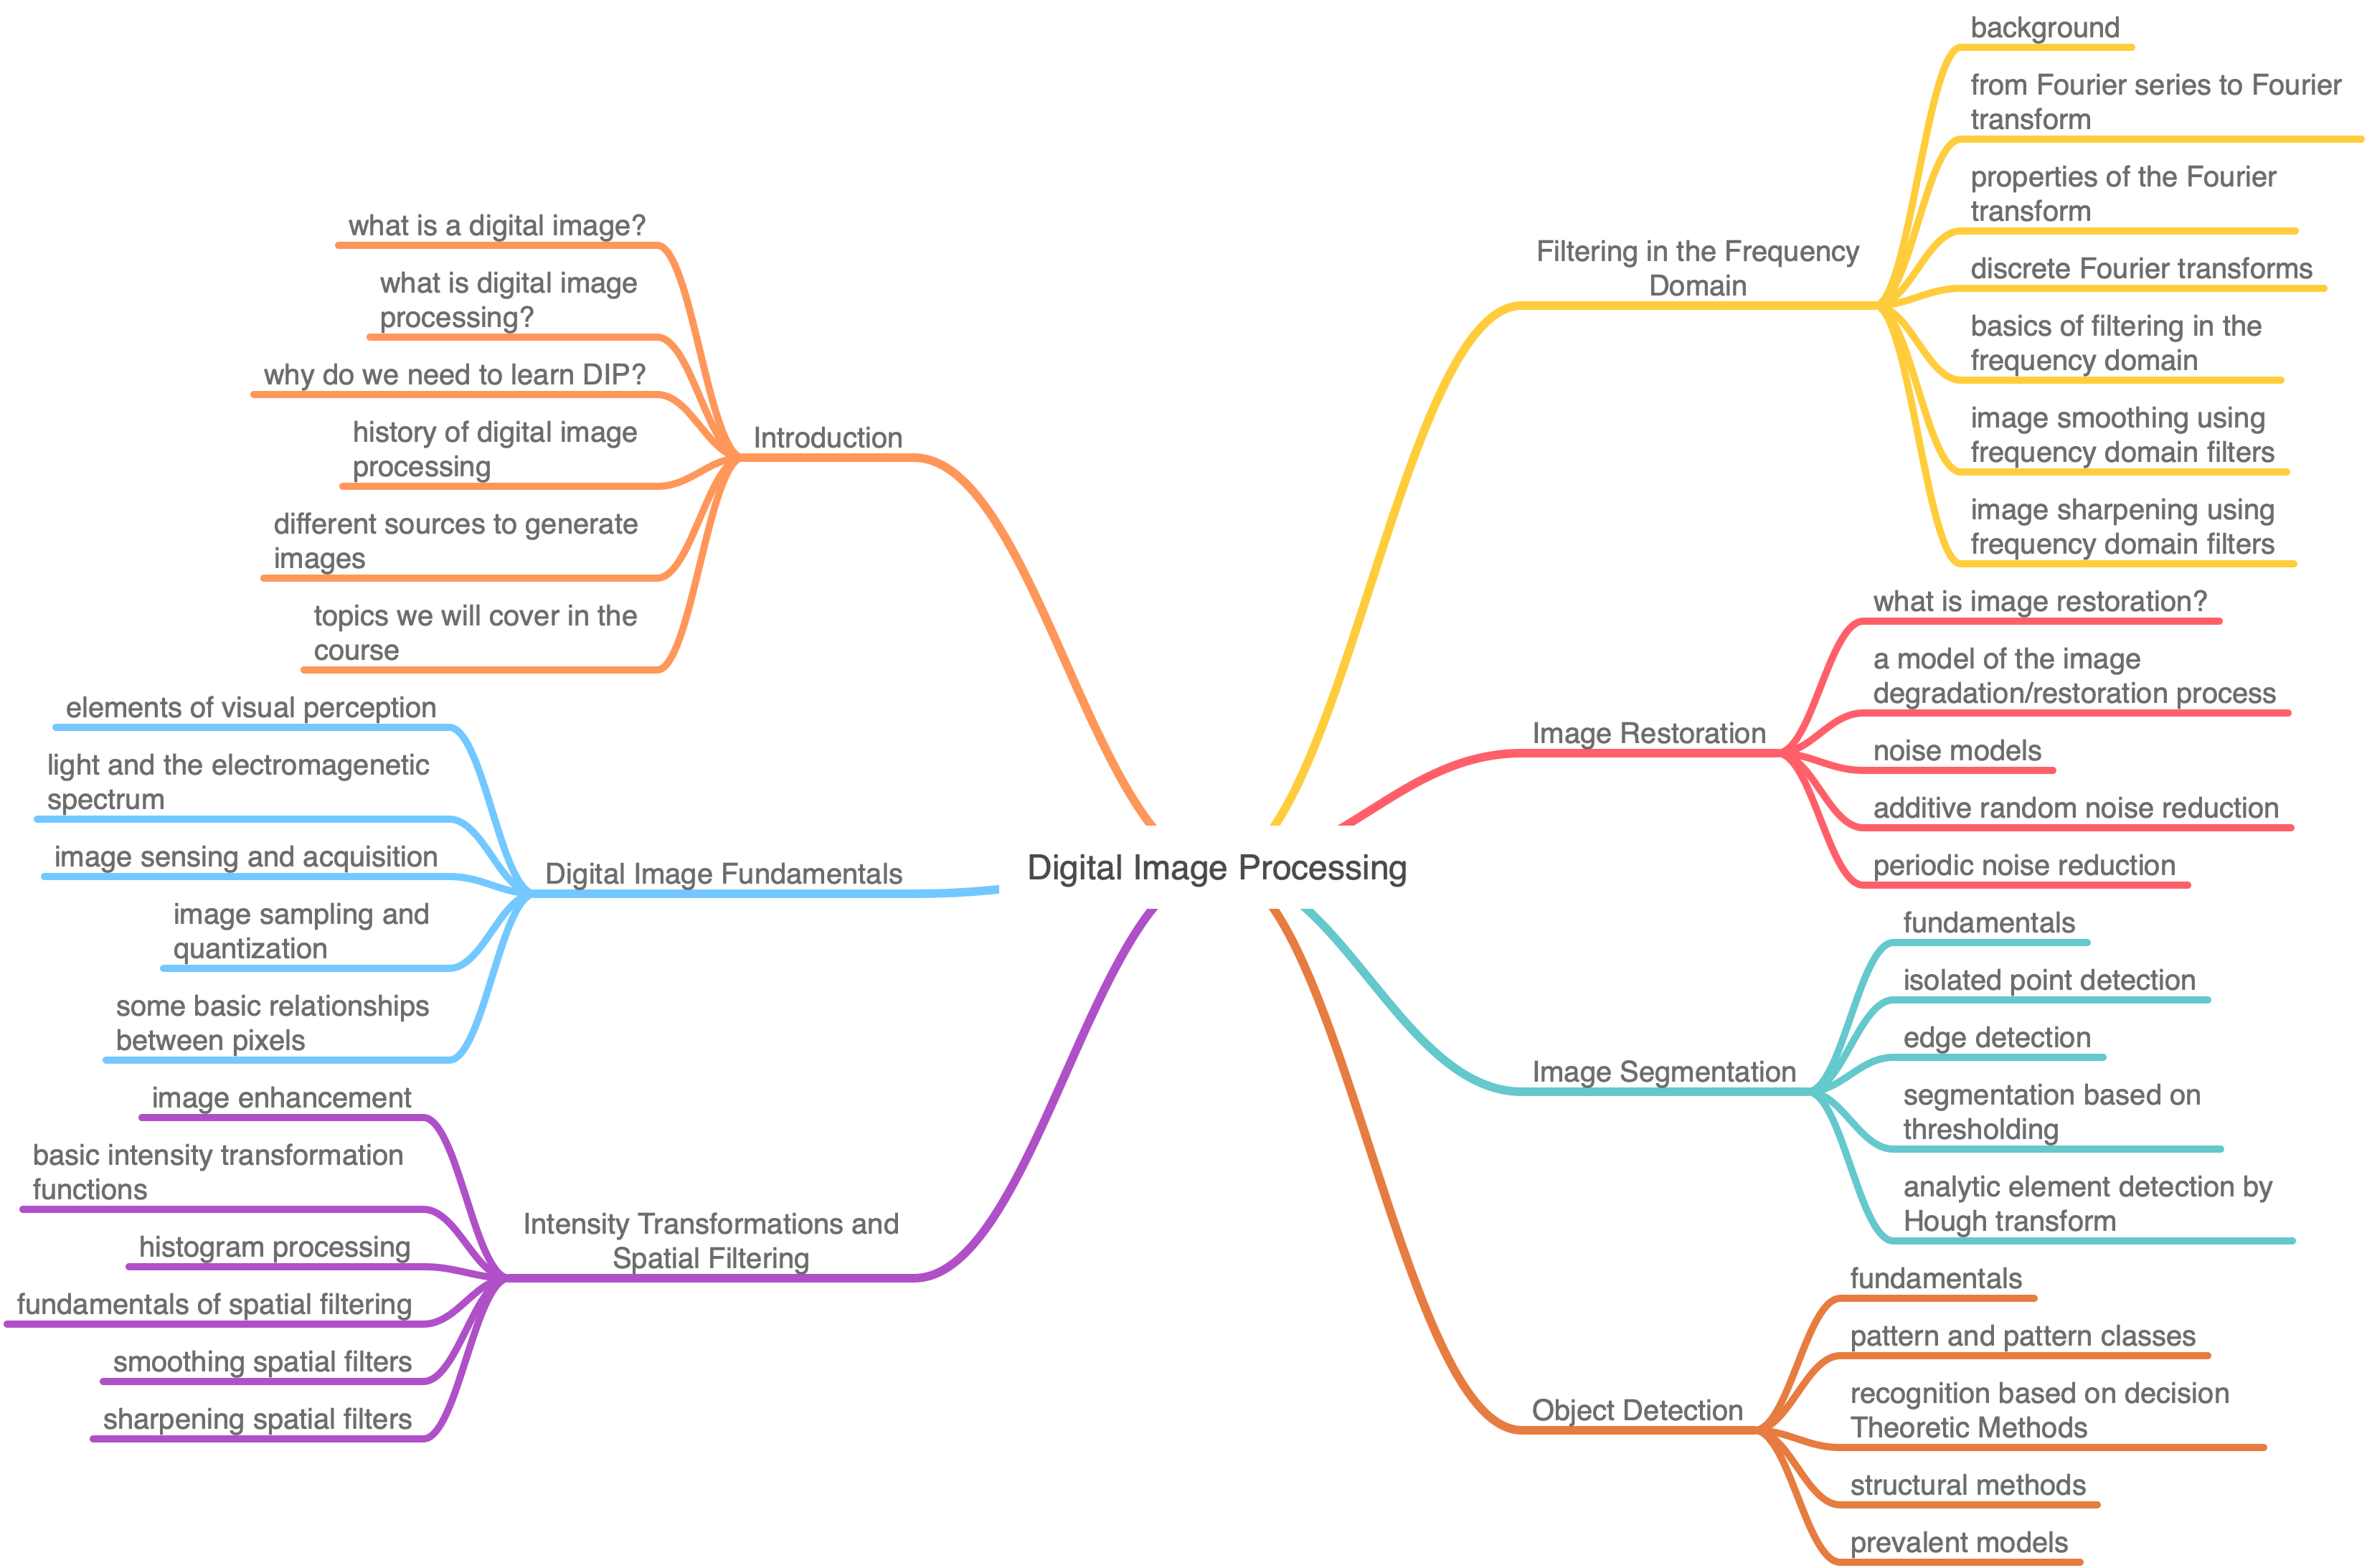 Digital Image Processing
Introduction
what is a digital image?
what is digital image
processing?
why do we need to learn DIP?
history of digital image
processing
different sources to generate
images
topics we will cover in the
course
Digital Image Fundamentals
elements of visual perception
light and the electromagenetic
spectrum
image sensing and acquisition
image sampling and
quantization
some basic relationships
between pixels
Intensity Transformations and
Spatial Filtering
image enhancement
basic intensity transformation
functions
histogram processing
fundamentals of spatial filtering
smoothing spatial filters
sharpening spatial filters
Filtering in the Frequency
Domain
background
from Fourier series to Fourier
transform
properties of the Fourier
transform
discrete Fourier transforms
basics of filtering in the
frequency domain
image smoothing using
frequency domain filters
image sharpening using
frequency domain filters
Image Restoration
what is image restoration?
a model of the image
degradation/restoration process
noise models
additive random noise reduction
periodic noise reduction
Image Segmentation
fundamentals
isolated point detection
edge detection
segmentation based on
thresholding
analytic element detection by
Hough transform
Object Detection
fundamentals
pattern and pattern classes
recognition based on decision
Theoretic Methods
structural methods
prevalent models